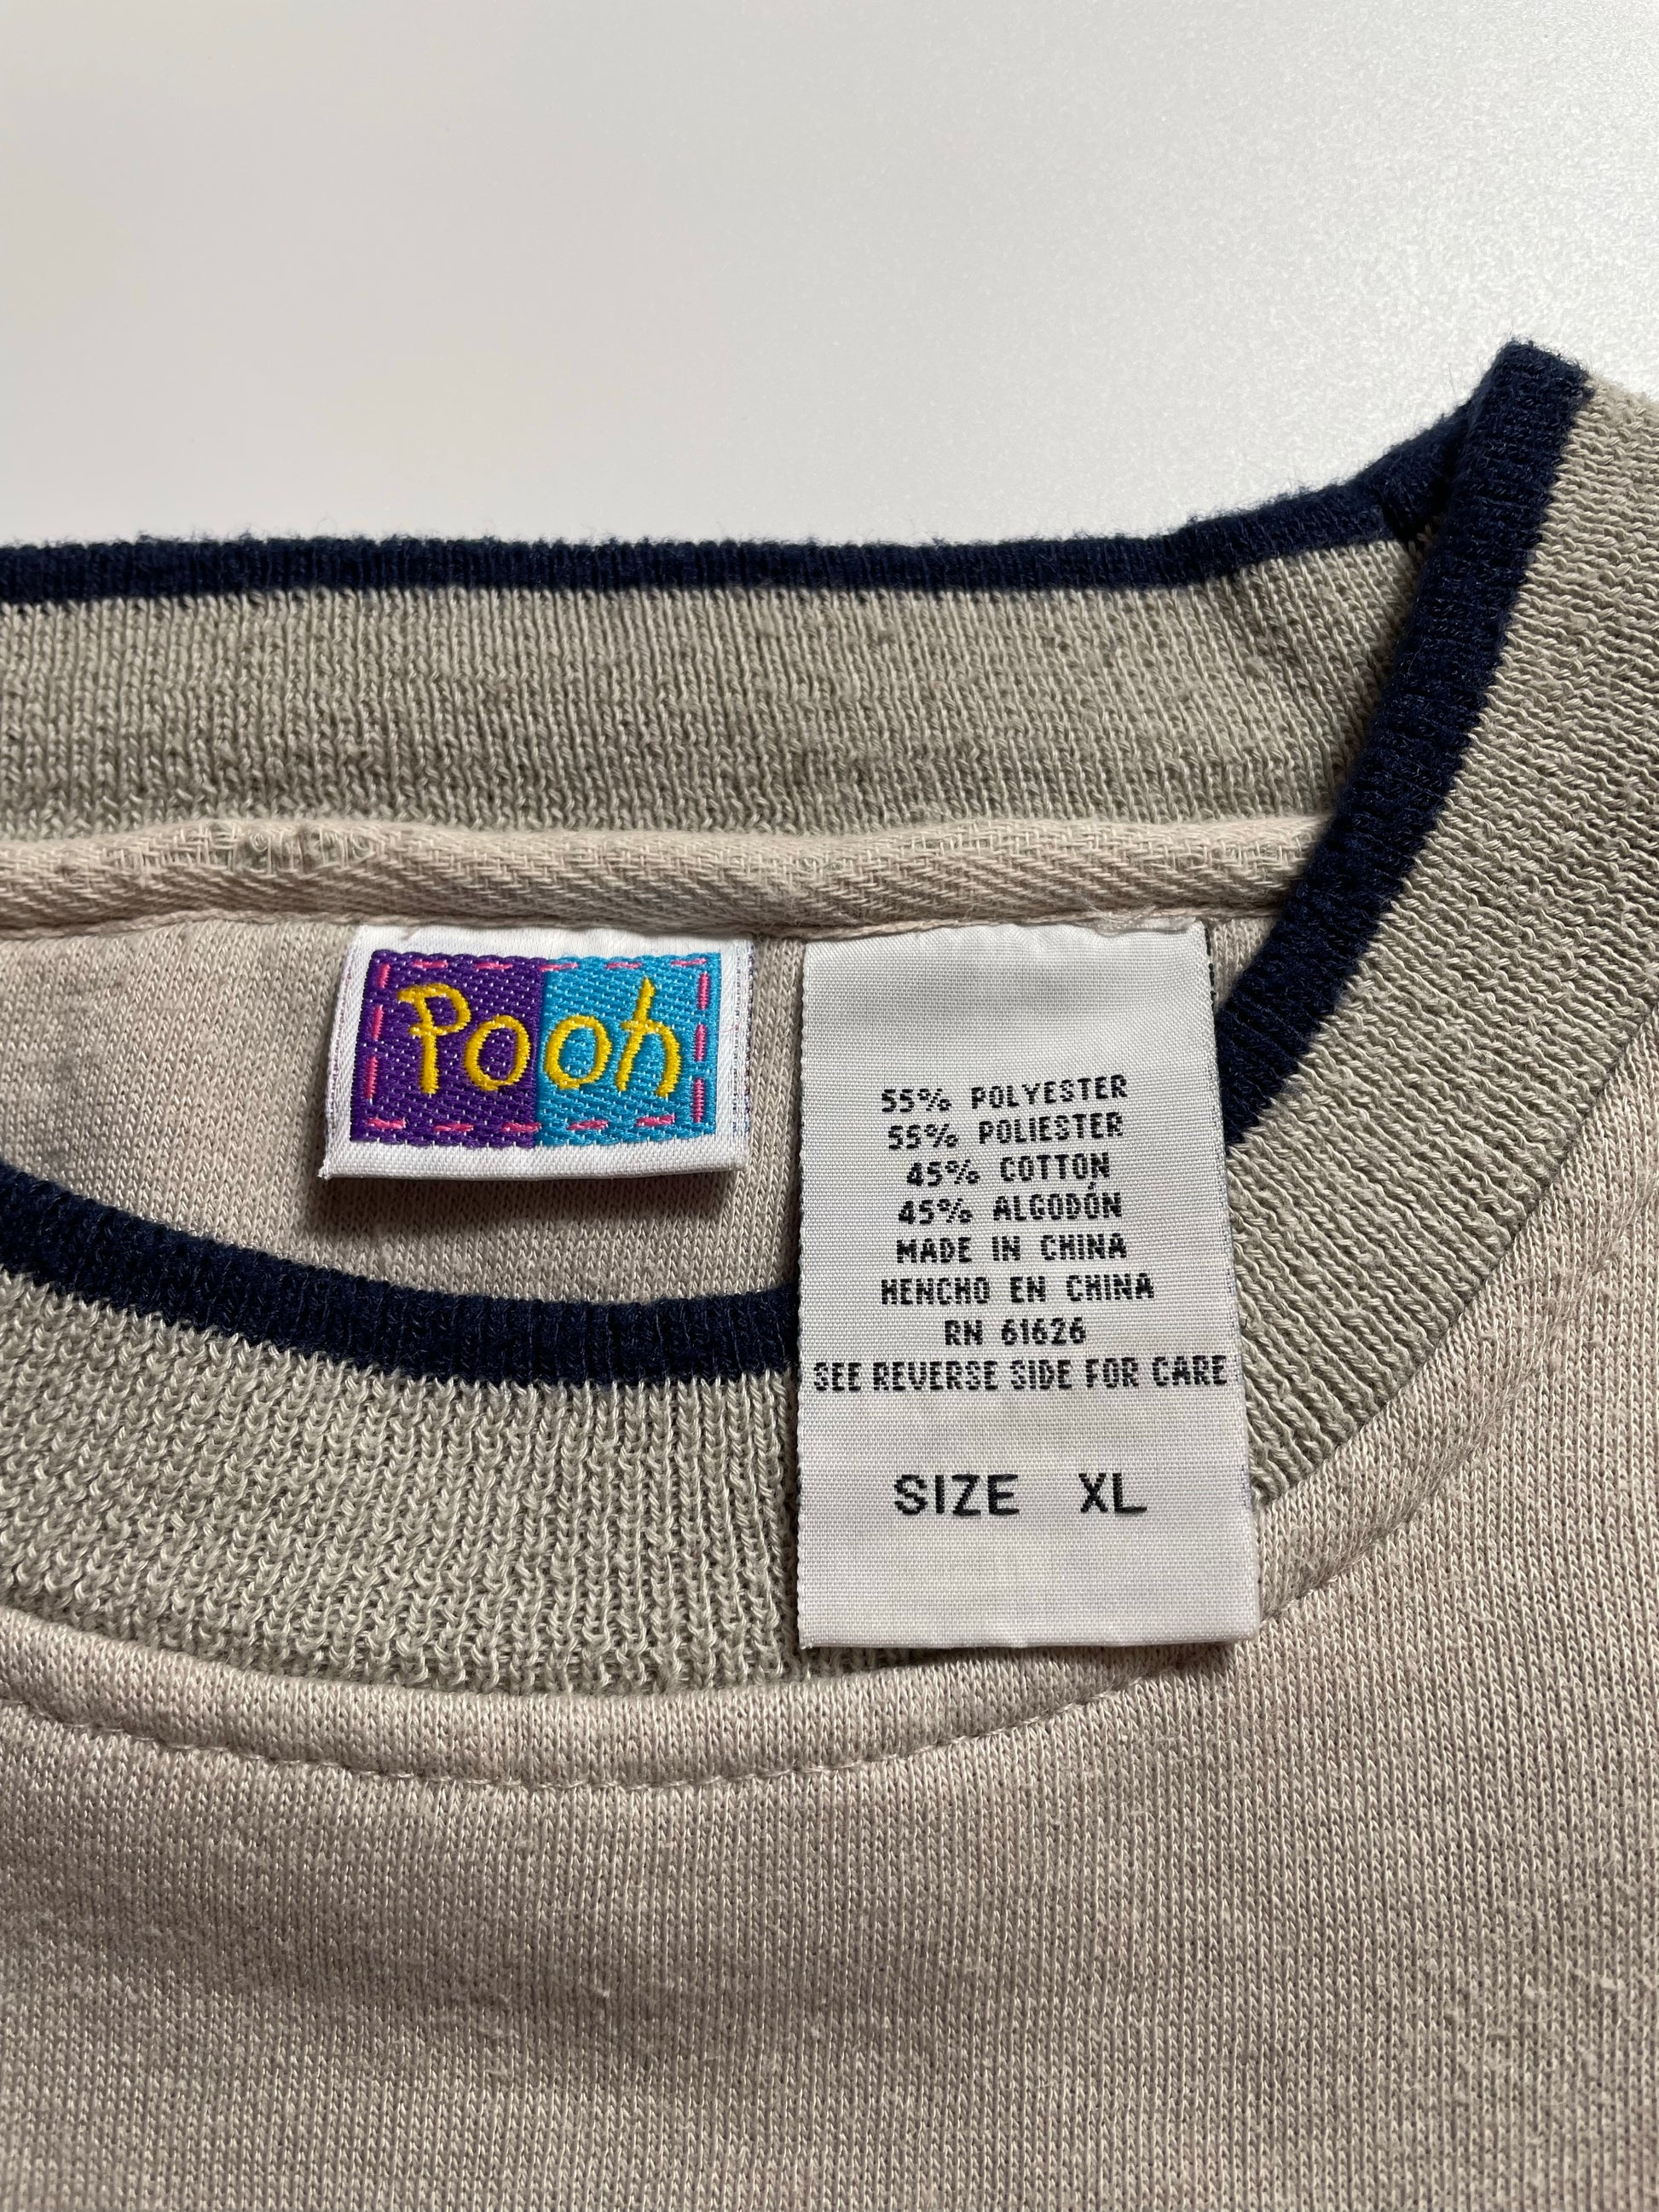 Pooh
55% POLYESTER
55% POLIESTER
45% COTTON
45% ALGODÓN
MADE IN CHINA
HENCHO EN CHINA
RN 61626
SEE REVERSE SIDE FOR CARE
SIZE XL